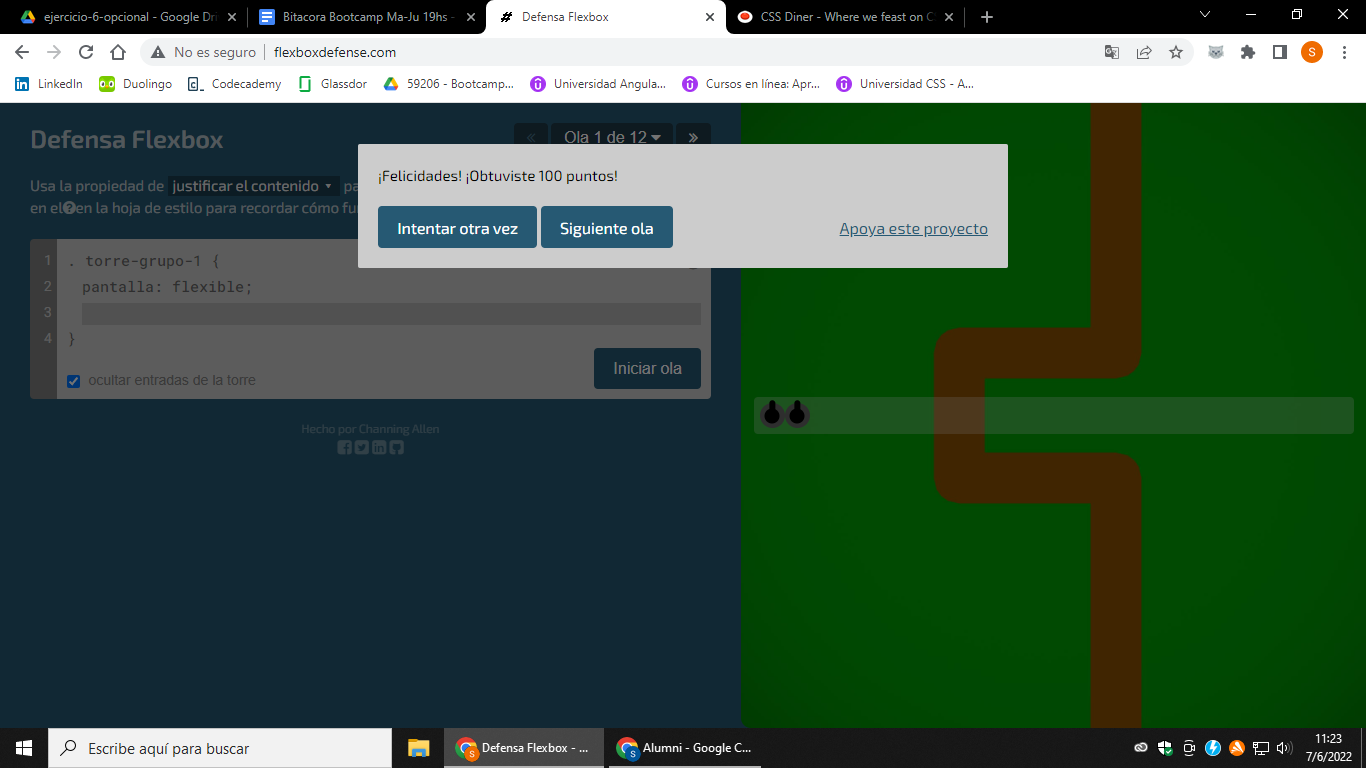 ejercicio-6-opcional - Google Dri
Bitacora Bootcamp Ma-Ju 19hs -
Defensa Flexbox
CSS Diner - Where we feast on C
No es seguro
flexboxdefense.com
S
LinkedIn
Duolingo
Codecademy
Glassdor
59206 - Bootcamp...
Universidad Angula...
Cursos en línea: Apr...
Universidad CSS - A...
Defensa Flexbox
« Ola 1 de 12 »
Usa la propiedad de justificar el contenido pa
en el en la hoja de estilo para recordar cómo fu
¡Felicidades! ¡Obtuviste 100 puntos!
Intentar otra vez
Siguiente ola
Apoya este proyecto
1 . torre-grupo-1 {
2 pantalla: flexible;
3
4 }
ocultar entradas de la torre
Iniciar ola
Hecho por Channing Allen
Escribe aquí para buscar
Defensa Flexbox - ...
Alumni - Google C...
11:23
7/6/2022